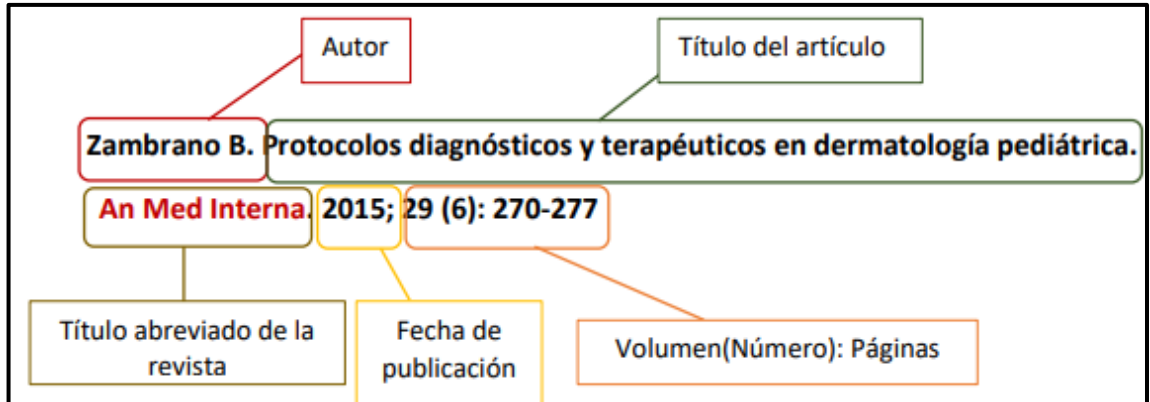 Autor
Título del artículo
Zambrano B. Protocolos diagnósticos y terapéuticos en dermatología pediátrica.
An Med Interna. 2015; 29 (6): 270-277
Título abreviado de la
revista
Fecha de
publicación
Volumen(Número): Páginas